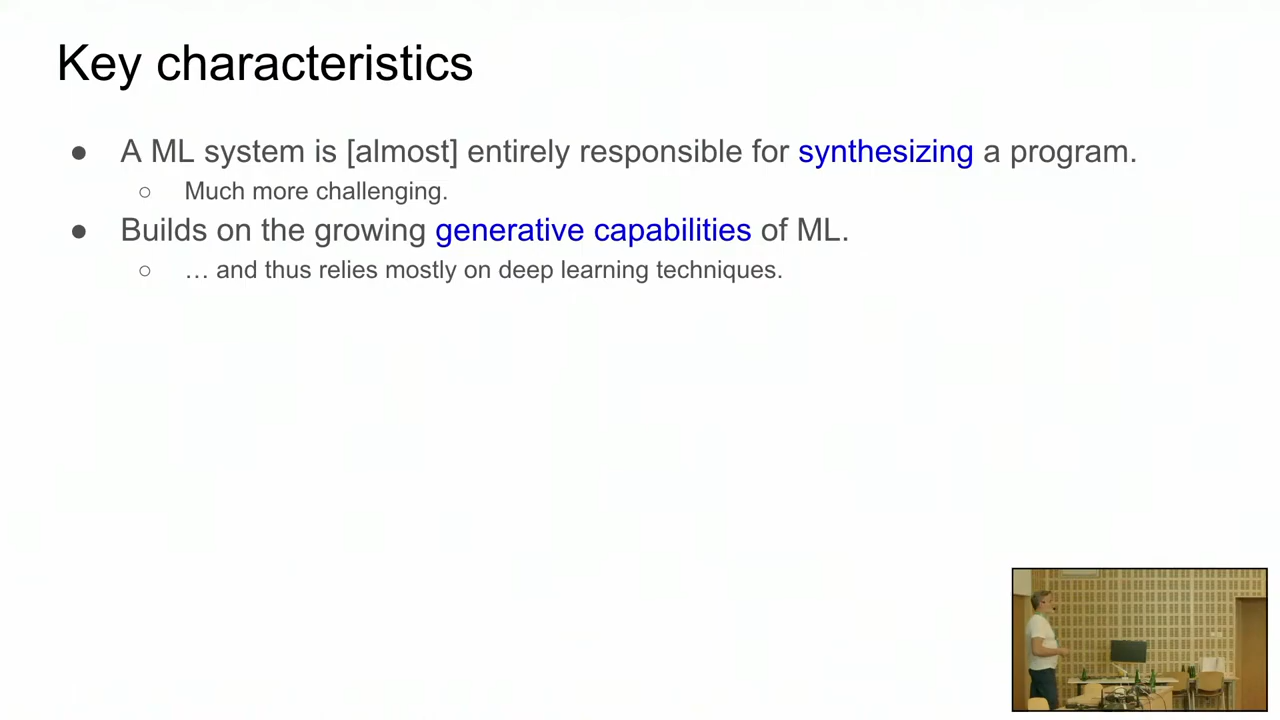 Key characteristics
● A ML system is [almost] entirely responsible for synthesizing a program.
○ Much more challenging.
● Builds on the growing generative capabilities of ML.
○ … and thus relies mostly on deep learning techniques.